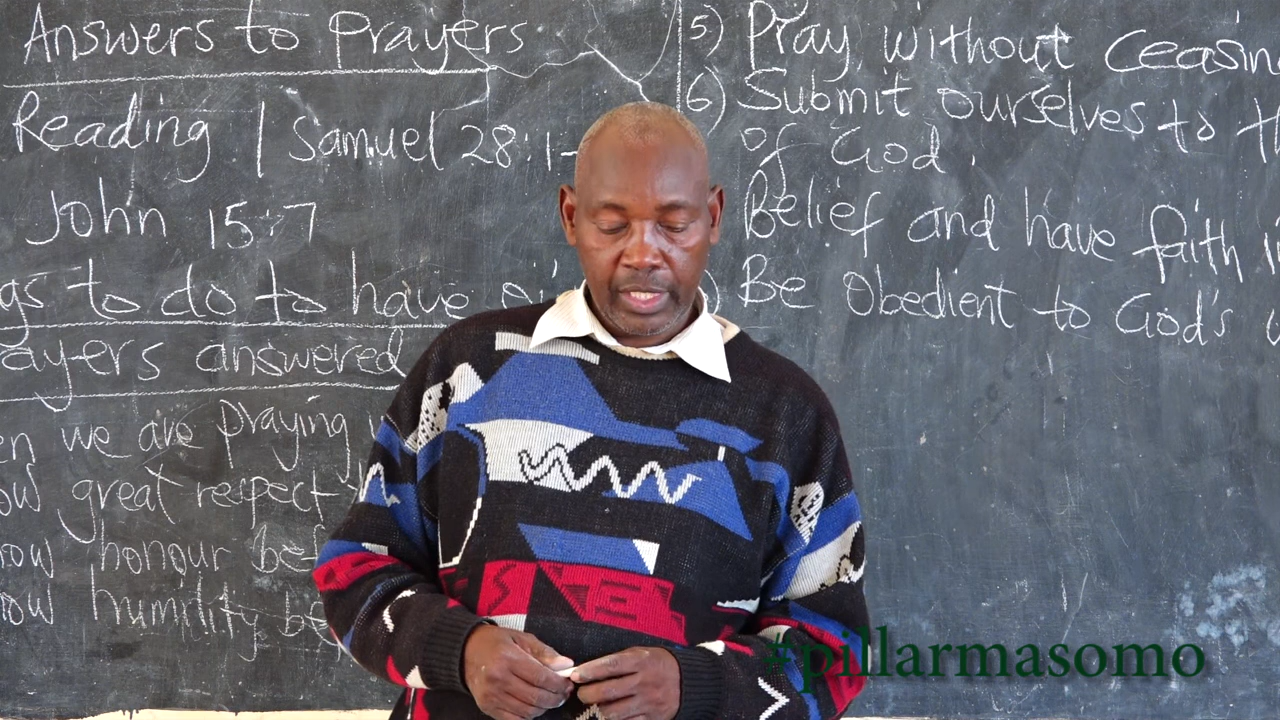 Answers to Prayers
Reading 1 Samuel 28:1-
John 15:7
gs to do to have
ayers answered
en we are praying
ow great respect
ow honour bef
ow humility be
5) Pray without Ceasin
6) Submit ourselves to th
of God.
Belief and have faith
Be Obedient to God's
#pillarmasomo